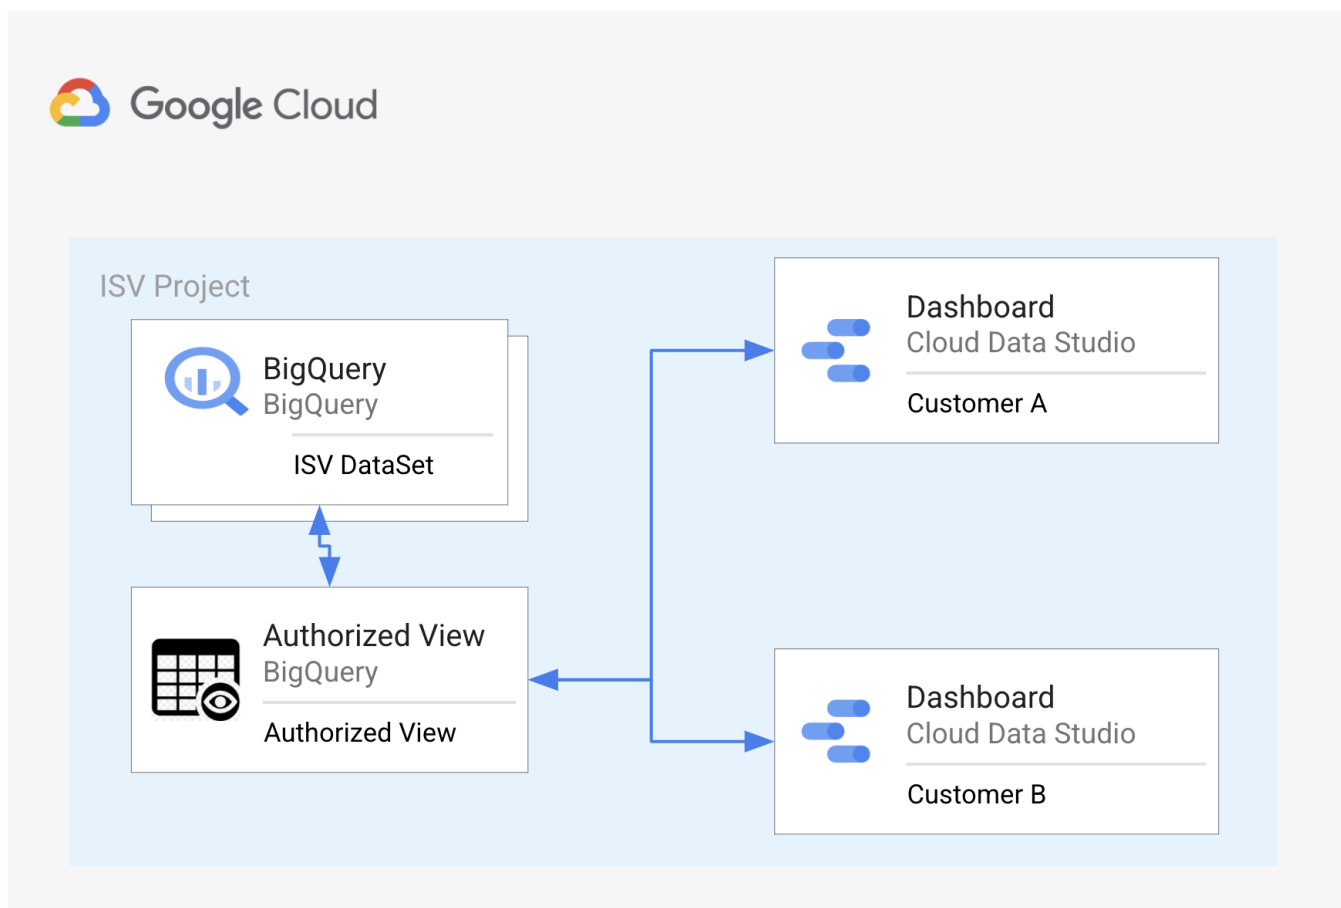 Google Cloud
ISV Project
BigQuery
BigQuery
ISV DataSet
Authorized View
BigQuery
Authorized View
Dashboard
Cloud Data Studio
Customer A
Dashboard
Cloud Data Studio
Customer B